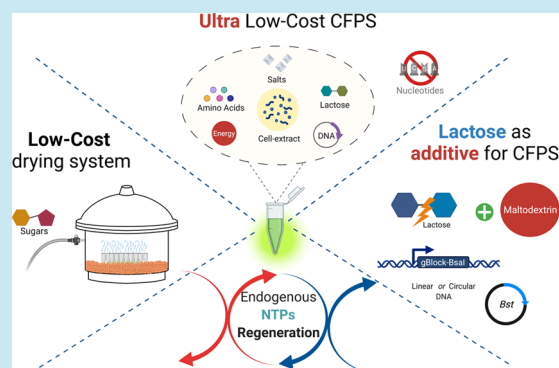 Ultra Low-Cost CFPS
Salts
Amino Acids
Lactose
Energy
Cell-extract
DNA
U G C A
Nucleotides
Low-Cost
drying system
Sugars
Lactose as
additive for CFPS
Lactose
Maltodextrin
gBlock-BsaI
Linear or Circular
DNA
Bst
Endogenous
NTPs
Regeneration